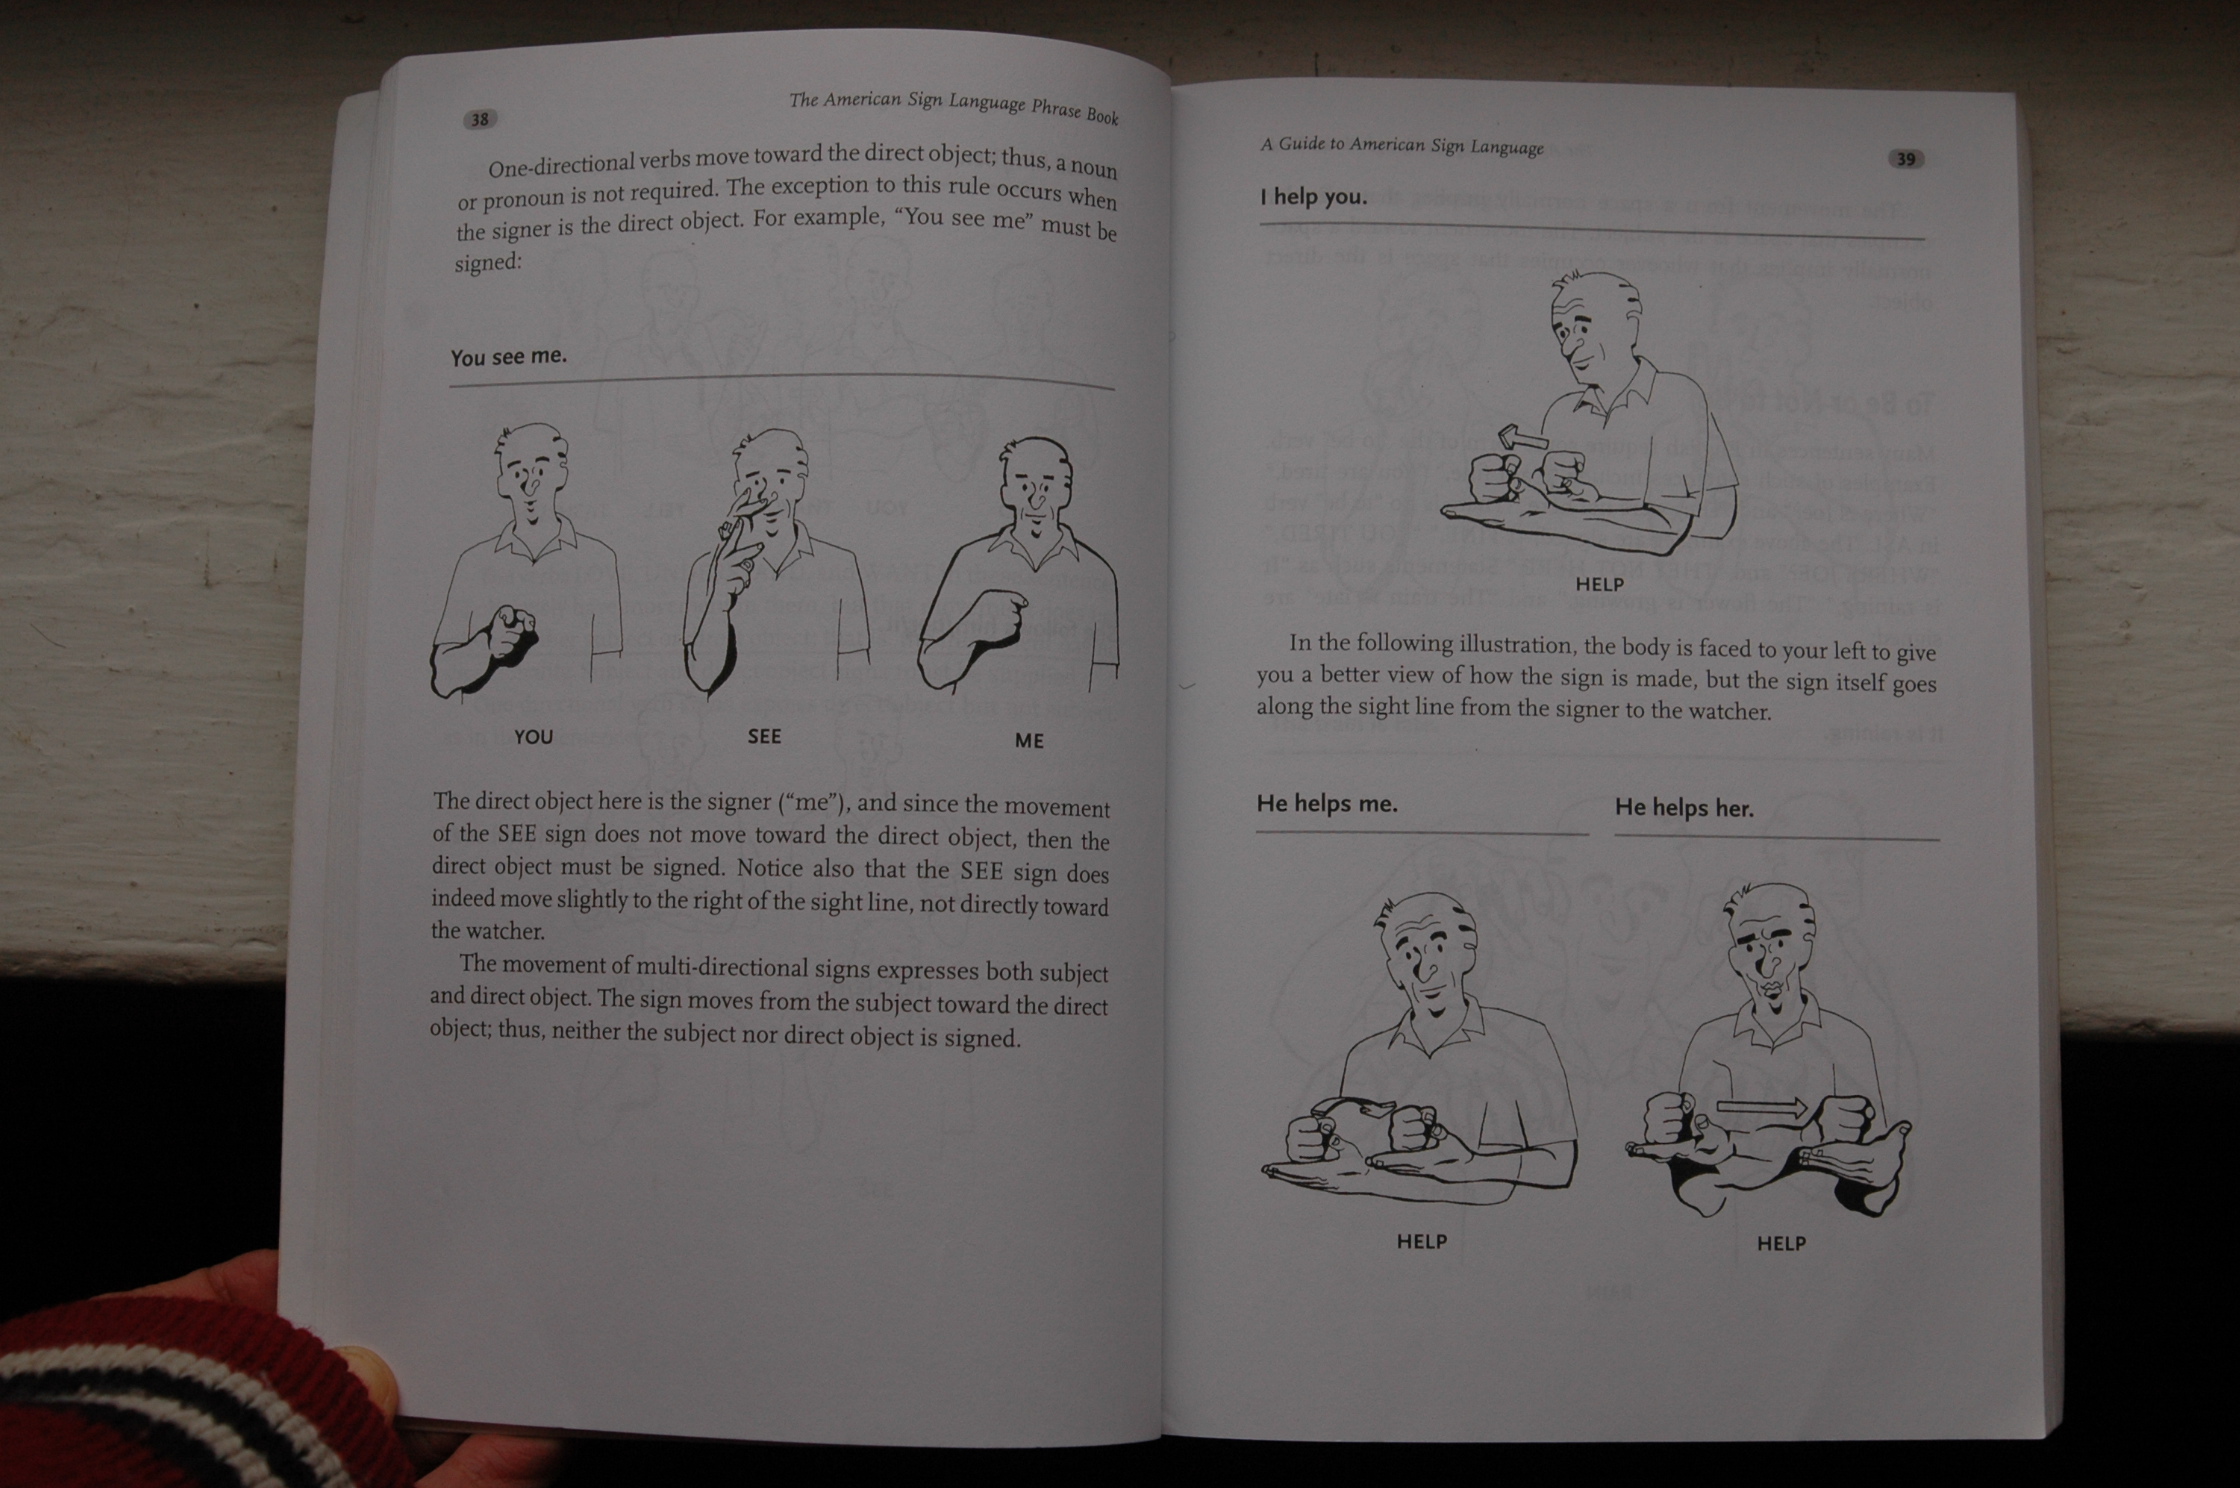 38
The American Sign Language Phrase Book
One-directional verbs move toward the direct object; thus, a noun
or pronoun is not required. The exception to this rule occurs when
the signer is the direct object. For example, “You see me” must be
signed:
You see me.
YOU
SEE
ME
The direct object here is the signer (“me”), and since the movement
of the SEE sign does not move toward the direct object, then the
direct object must be signed. Notice also that the SEE sign does
indeed move slightly to the right of the sight line, not directly toward
the watcher.
The movement of multi-directional signs expresses both subject
and direct object. The sign moves from the subject toward the direct
object; thus, neither the subject nor direct object is signed.
A Guide to American Sign Language
39
I help you.
HELP
In the following illustration, the body is faced to your left to give
you a better view of how the sign is made, but the sign itself goes
along the sight line from the signer to the watcher.
He helps me.
He helps her.
HELP
HELP